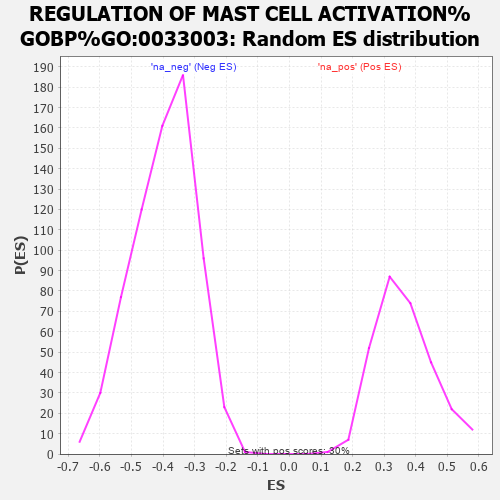 REGULATION OF MAST CELL ACTIVATION%
GOBP%GO:0033003: Random ES distribution
'na_neg' (Neg ES)
'na_pos' (Pos ES)
P(ES)
190
180
170
160
150
140
130
120
110
100
90
80
70
60
50
40
30
20
10
0
Sets with pos scores: 30%
-0.7 -0.6 -0.5 -0.4 -0.3 -0.2 -0.1 0.0 0.1 0.2 0.3 0.4 0.5 0.6
ES